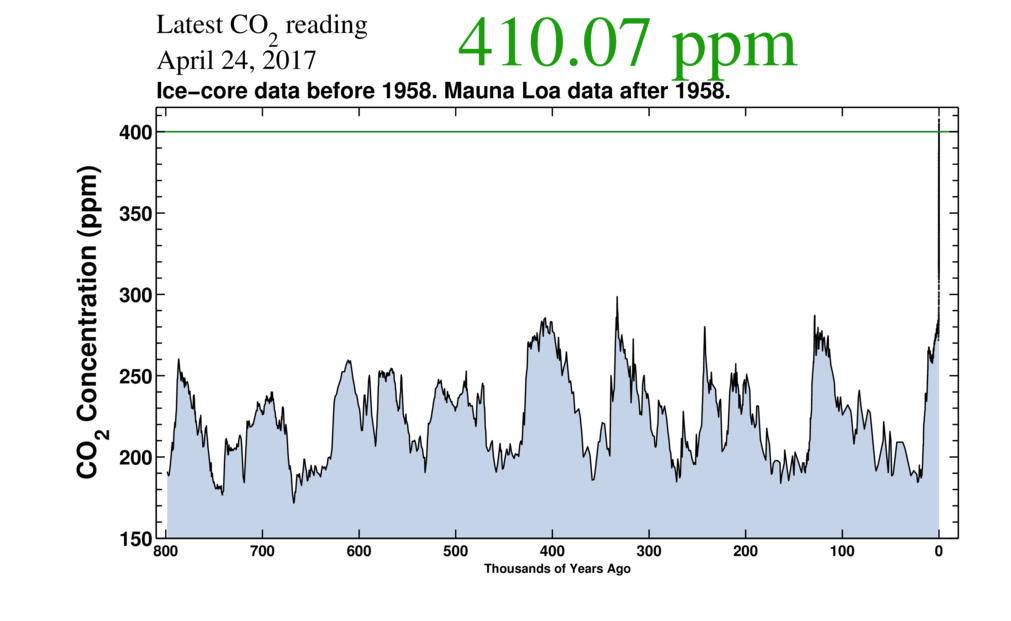 Latest CO₂ reading
410.07 ppm
April 24, 2017
Ice–core data before 1958. Mauna Loa data after 1958.
CO₂ Concentration (ppm)
400
350
300
250
200
150
800 700 600 500 400 300 200 100 0
Thousands of Years Ago